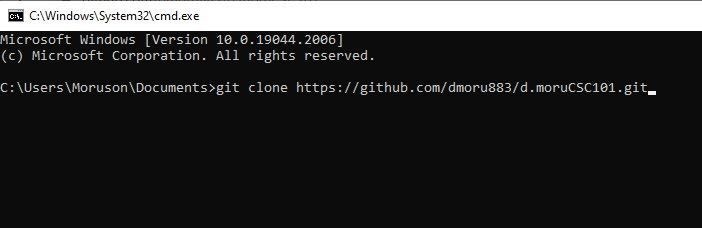 C:\Windows\System32\cmd.exe
Microsoft Windows [Version 10.0.19044.2006]
(c) Microsoft Corporation. All rights reserved.
C:\Users\Moruson\Documents>git clone https://github.com/dmoru883/d.moruCSC101.git